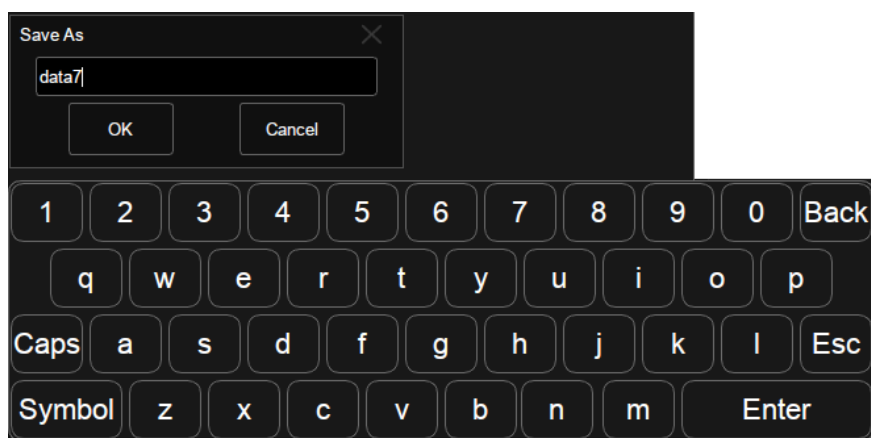 Save As
data7
OK Cancel
1 2 3 4 5 6 7 8 9 0 Back
q w e r t y u i o p
Caps a s d f g h j k l Esc
Symbol z x c v b n m Enter